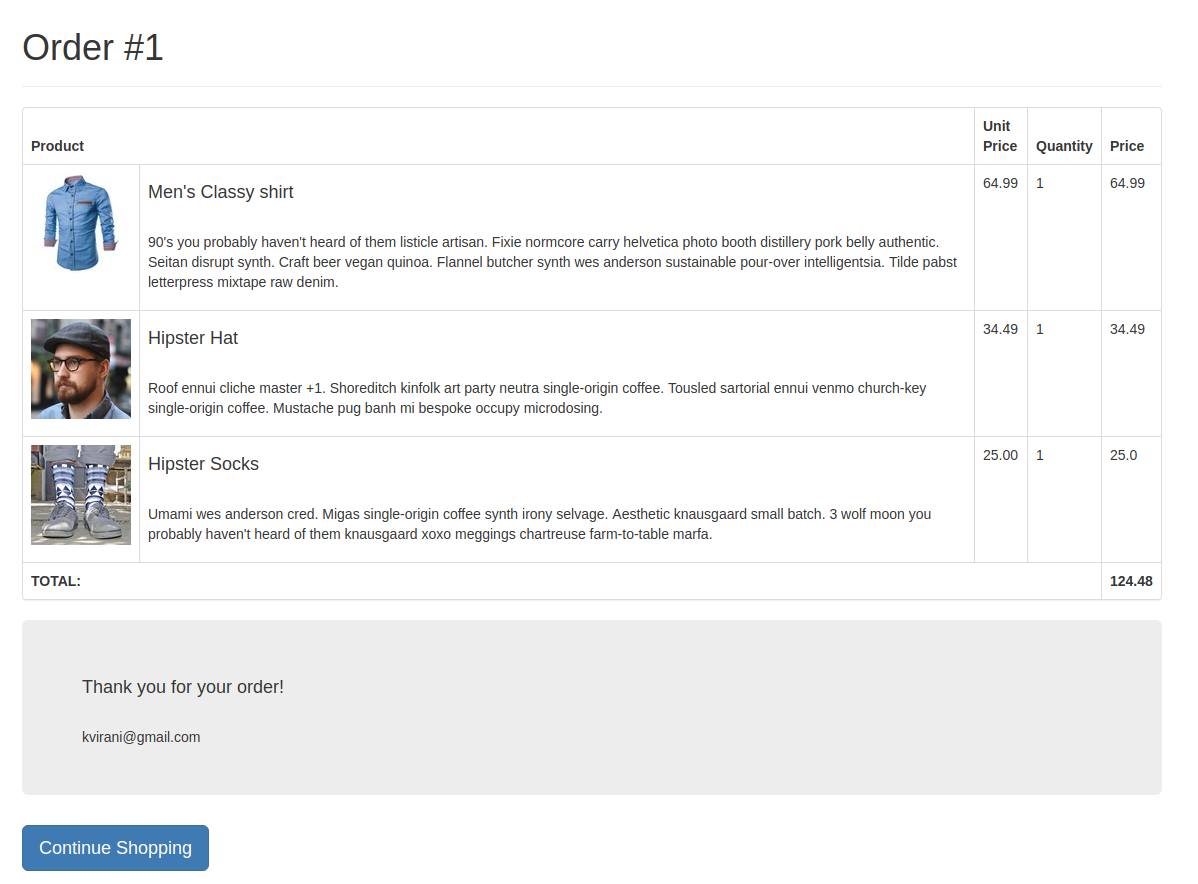 Order #1
Product
Unit
Price
Quantity
Price
Men's Classy shirt
64.99
1
64.99
90's you probably haven't heard of them listicle artisan. Fixie normcore carry helvetica photo booth distillery pork belly authentic.
Seitan disrupt synth. Craft beer vegan quinoa. Flannel butcher synth wes anderson sustainable pour-over intelligentsia. Tilde pabst
letterpress mixtape raw denim.
Hipster Hat
34.49
1
34.49
Roof ennui cliche master +1. Shoreditch kinfolk art party neutra single-origin coffee. Tousled sartorial ennui venmo church-key
single-origin coffee. Mustache pug banh mi bespoke occupy microdosing.
Hipster Socks
25.00
1
25.0
Umami wes anderson cred. Migas single-origin coffee synth irony selvage. Aesthetic knausgaard small batch. 3 wolf moon you
probably haven't heard of them knausgaard xoxo meggings chartreuse farm-to-table marfa.
TOTAL:
124.48
Thank you for your order!
kvirani@gmail.com
Continue Shopping